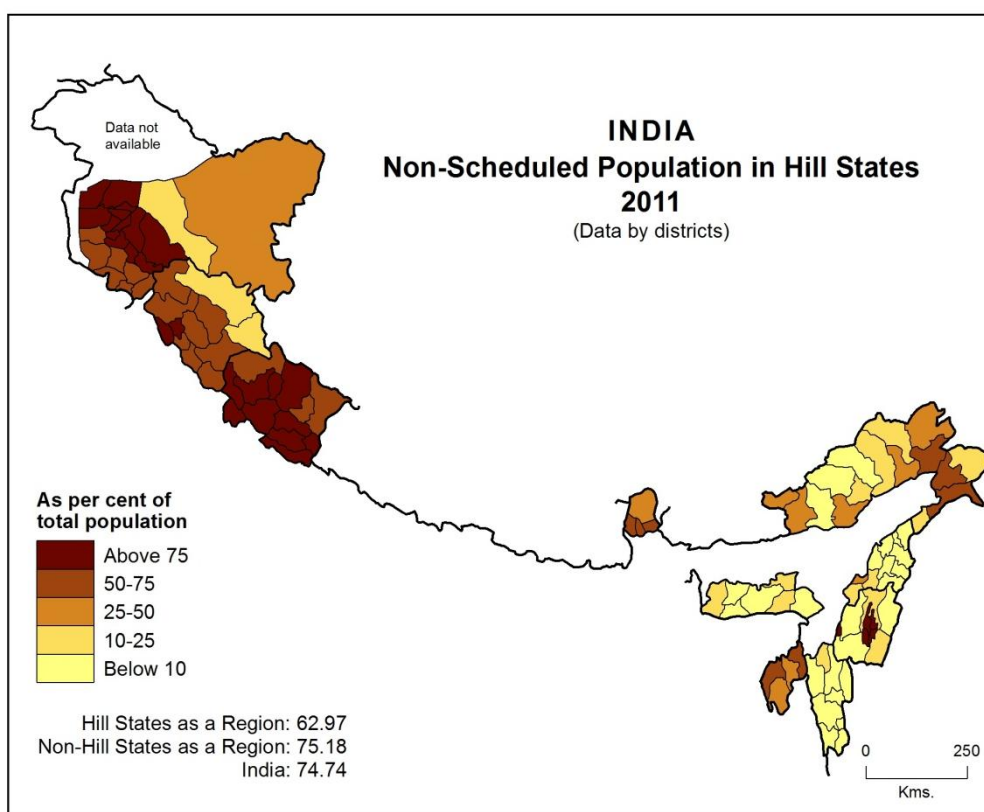 Data not
available
INDIA
Non-Scheduled Population in Hill States
2011
(Data by districts)
As per cent of
total population
Above 75
50-75
25-50
10-25
Below 10
Hill States as a Region: 62.97
Non-Hill States as a Region: 75.18
India: 74.74
0 250
Kms.